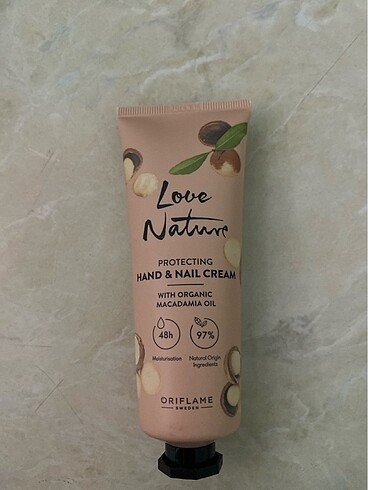 Love
Nature
PROTECTING
HAND & NAIL CREAM
WITH ORGANIC
MACADAMIA OIL
48h 97%
Moisturisation Natural Origin
Ingredients
ORIFLAME
SWEDEN